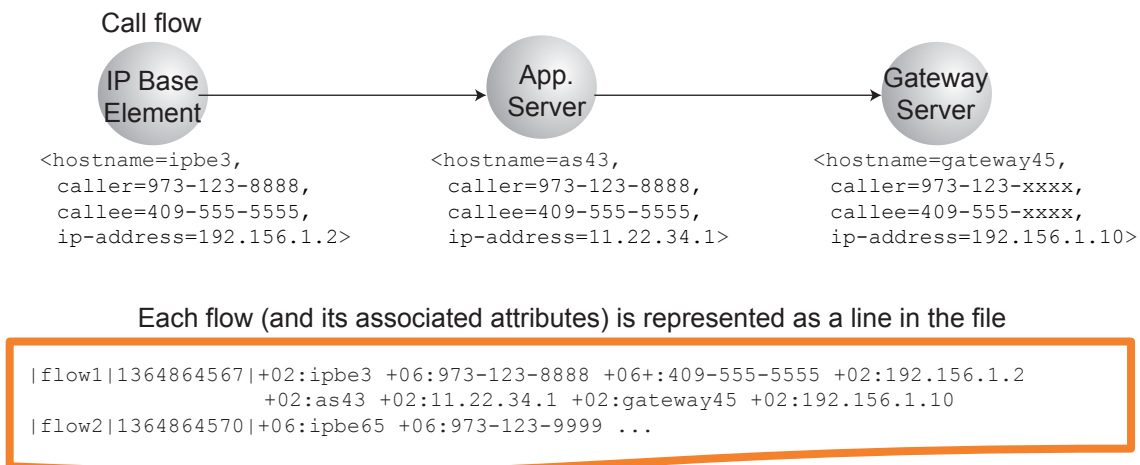 Call flow
IP Base
Element
App.
Server
Gateway
Server
<hostname=ipbe3,
caller=973-123-8888,
callee=409-555-5555,
ip-address=192.156.1.2>
<hostname=as43,
caller=973-123-8888,
callee=409-555-5555,
ip-address=11.22.34.1>
<hostname=gateway45,
caller=973-123-xxxx,
callee=409-555-xxxx,
ip-address=192.156.1.10>
Each flow (and its associated attributes) is represented as a line in the file
|flow1|1364864567|+02:ipbe3 +06:973-123-8888 +06+:409-555-5555 +02:192.156.1.2
+02:as43 +02:11.22.34.1 +02:gateway45 +02:192.156.1.10
|flow2|1364864570|+06:ipbe65 +06:973-123-9999 ...